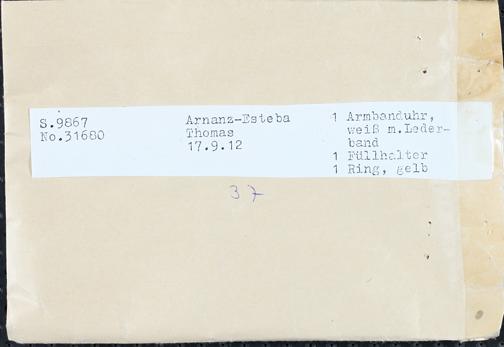 S.9867 Arnanz-Esteba 1 Armbanduhr,
No.31680 Thomas weiß m.Leder-
17.9.12 band
1 Füllhalter
1 Ring, gelb
37